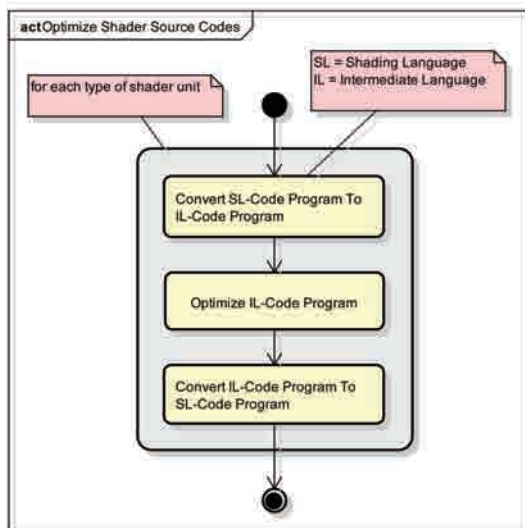 actOptimize Shader Source Codes
for each type of shader unit
SL = Shading Language
IL = Intermediate Language
Convert SL-Code Program To
IL-Code Program
Optimize IL-Code Program
Convert IL-Code Program To
SL-Code Program